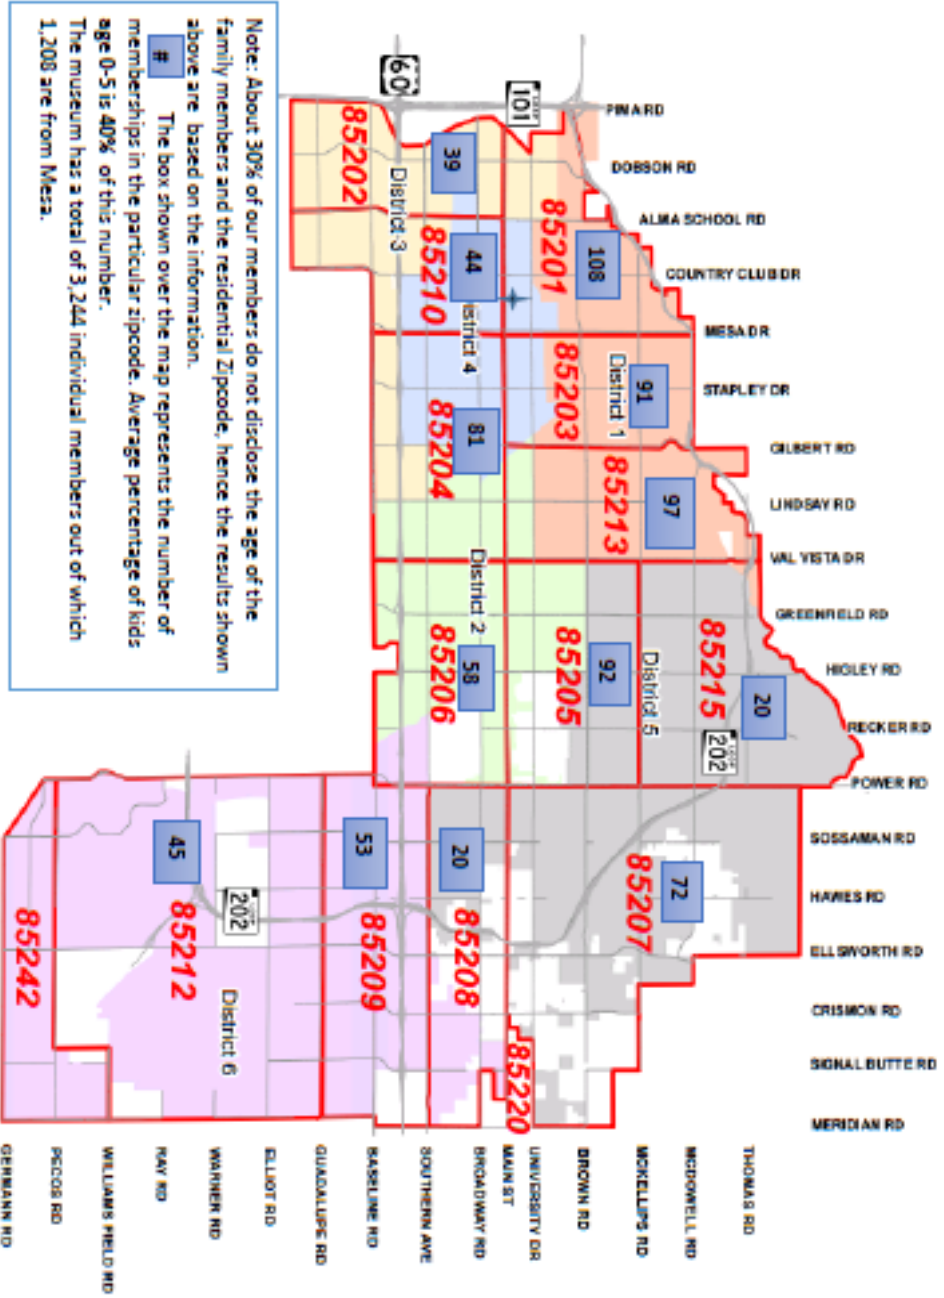 PIMA RD
DOBSON RD
ALMA SCHOOL RD
COUNTRY CLUB DR
MESA DR
STAPLEY DR
GILBERT RD
LINDSAY RD
VAL VISTA DR
GREENFIELD RD
HIGLEY RD
RECKER RD
POWER RD
SOSSAMAN RD
HAWES RD
ELLSWORTH RD
CRISMON RD
SIGNAL BUTTE RD
MERIDIAN RD
THOMAS RD
MCDOWELL RD
MCKELLIPS RD
BROWN RD
UNIVERSITY DR
MAIN ST
BROADWAY RD
SOUTHERN AVE
BASELINE RD
GUADALUPE RD
ELLIOT RD
WARNER RD
RAY RD
WILLIAMS FIELD RD
PECOS RD
GERMANN RD
60
LOOP
101
LOOP
202
LOOP
202
108
85201
39
85202
District 3
44
85210
istrict 4
91
District 1
85203
81
85204
97
85213
District 2
58
85206
92
85205
District 5
85215
20
72
85207
20
85208
53
85209
45
85212
District 6
85220
85242
Note: About 30% of our members do not disclose the age of the
family members and the residential Zipcode, hence the results shown
above are based on the information.
# The box shown over the map represents the number of
memberships in the particular zipcode. Average percentage of kids
age 0-5 is 40% of this number.
The museum has a total of 3,244 individual members out of which
1,208 are from Mesa.